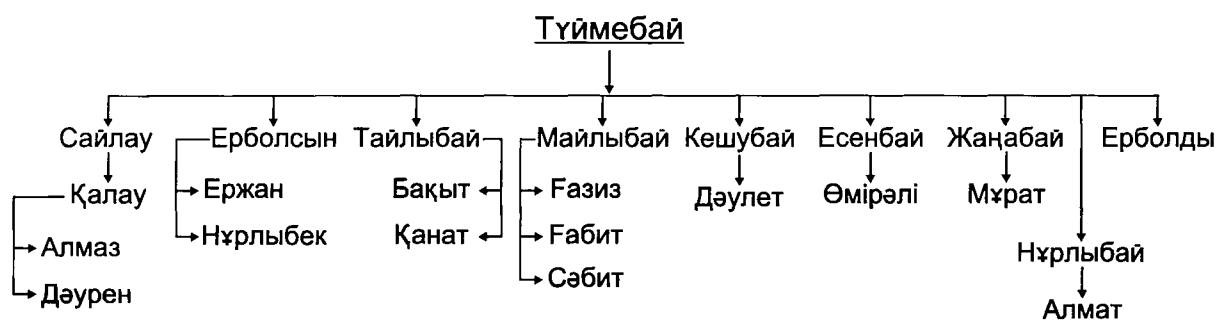 Түймебай
Сайлау Ерболсын Тайлыбай Майлыбай Кешубай Есенбай Жаңабай Ерболды
Қалау Ержан Бақыт Ғазиз Дәулет Өмірәлі Мұрат
Алмаз Нұрлыбек Қанат Ғабит Нұрлыбай
Дәурен Сәбит Алмат